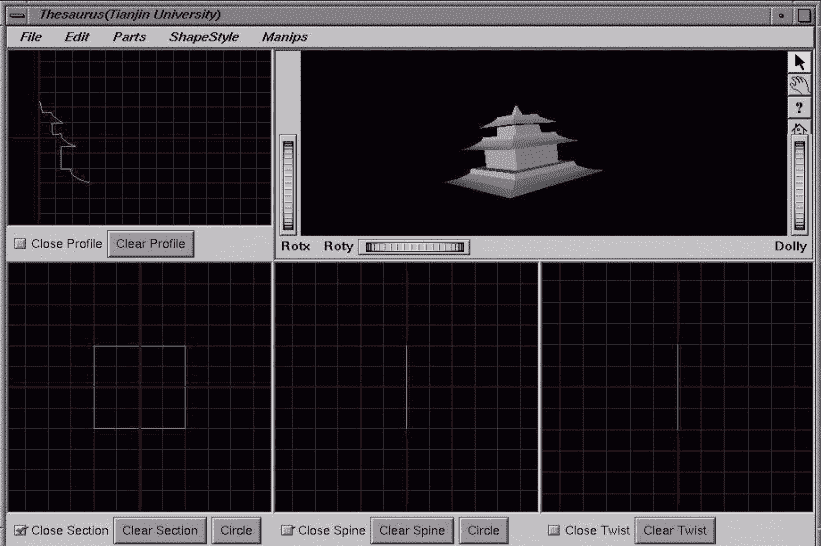 Thesaurus(Tianjin University)
File Edit Parts ShapeStyle Manips
?
Close Profile Clear Profile
Rotx Roty Dolly
Close Section Clear Section Circle Close Spine Clear Spine Circle Close Twist Clear Twist